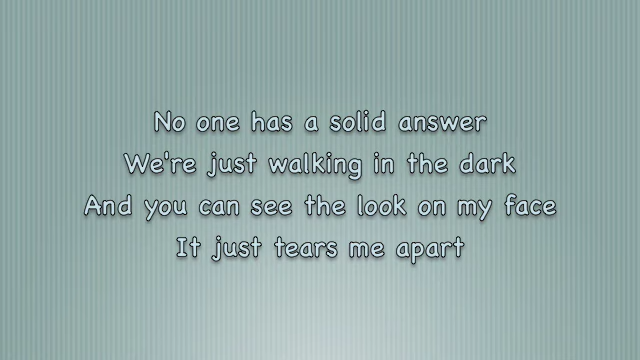 No one has a solid answer
We're just walking in the dark
And you can see the look on my face
It just tears me apart